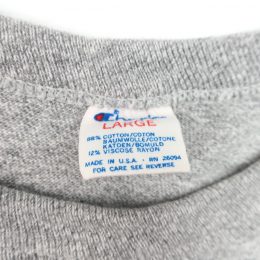 Champion
LARGE
88% COTTON/COTON
BAUMWOLLE/COTONE
KATOEN/BOMULD
12% VISCOSE RAYON
MADE IN U.S.A. - RN 26094
FOR CARE SEE REVERSE